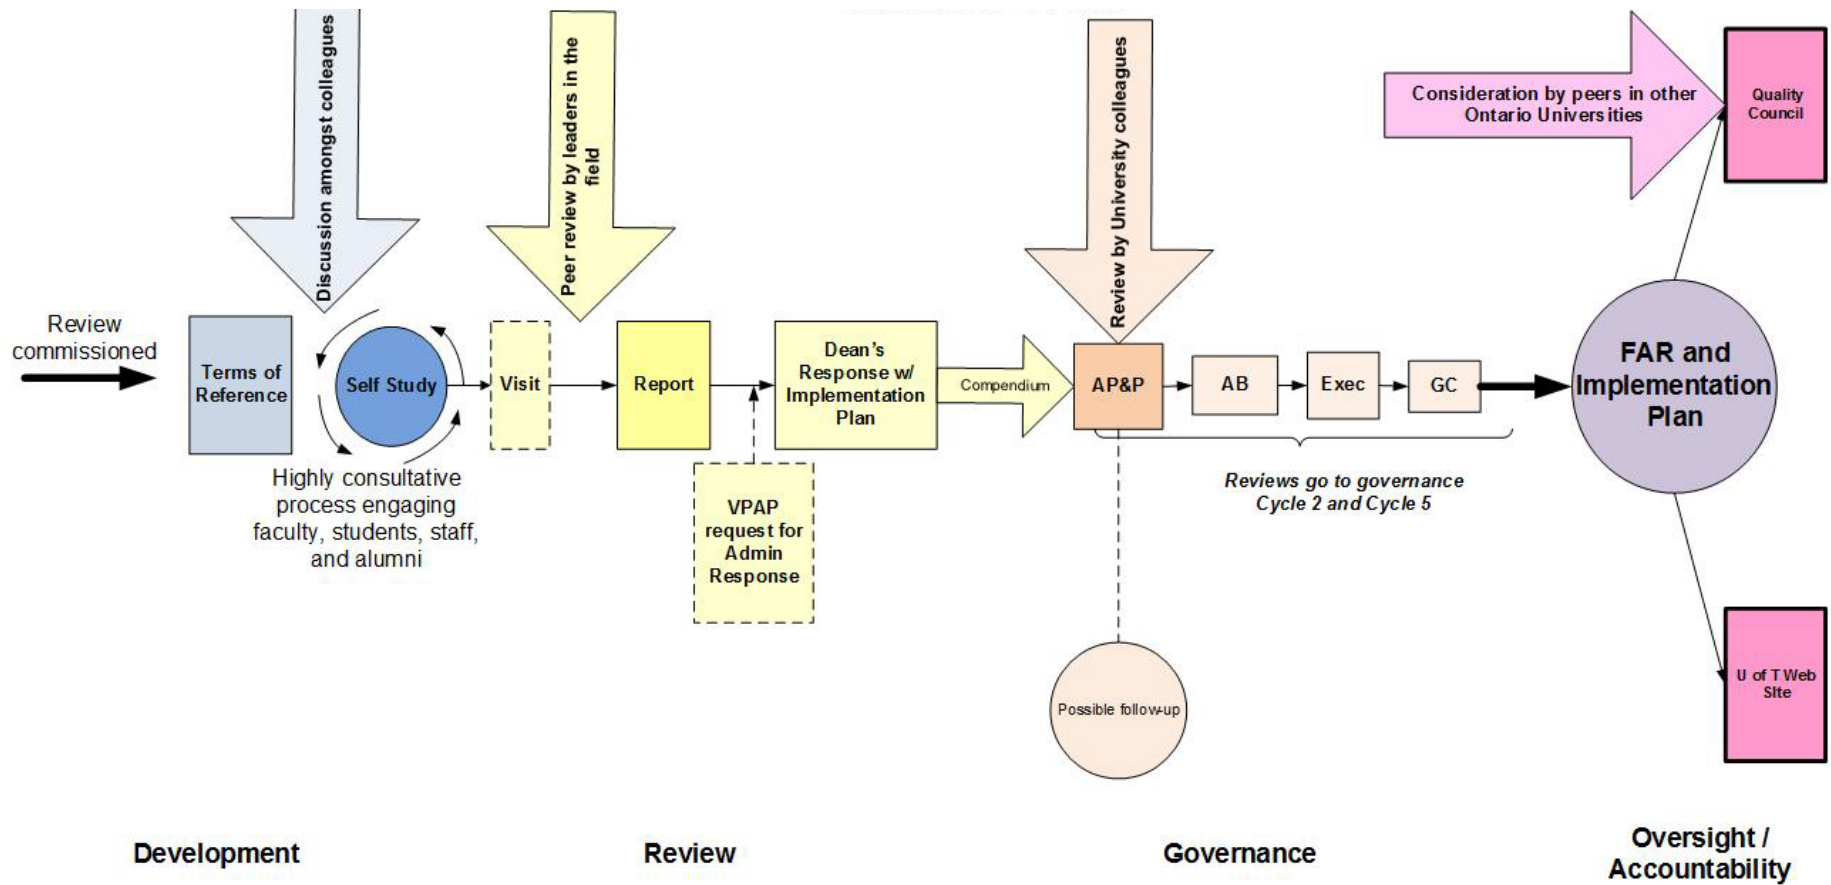 Discussion amongst colleagues
Peer review by leaders in the
field
Review by University colleagues
Consideration by peers in other
Ontario Universities
Quality
Council
Review
commissioned
Terms of
Reference
Self Study
Visit
Report
Dean's
Response w/
Implementation
Plan
Compendium
AP&P
AB
Exec
GC
FAR and
Implementation
Plan
Highly consultative
process engaging
faculty, students, staff,
and alumni
VPAP
request for
Admin
Response
Reviews go to governance
Cycle 2 and Cycle 5
Possible follow-up
U of T Web
SIte
Development
Review
Governance
Oversight /
Accountability